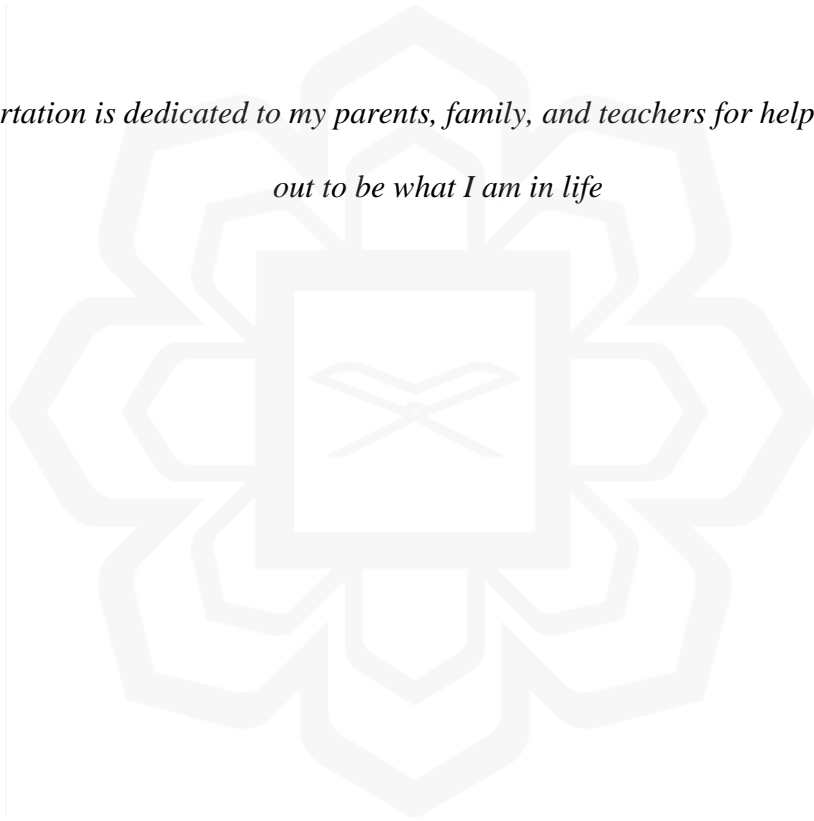 rtation is dedicated to my parents, family, and teachers for help
out to be what I am in life